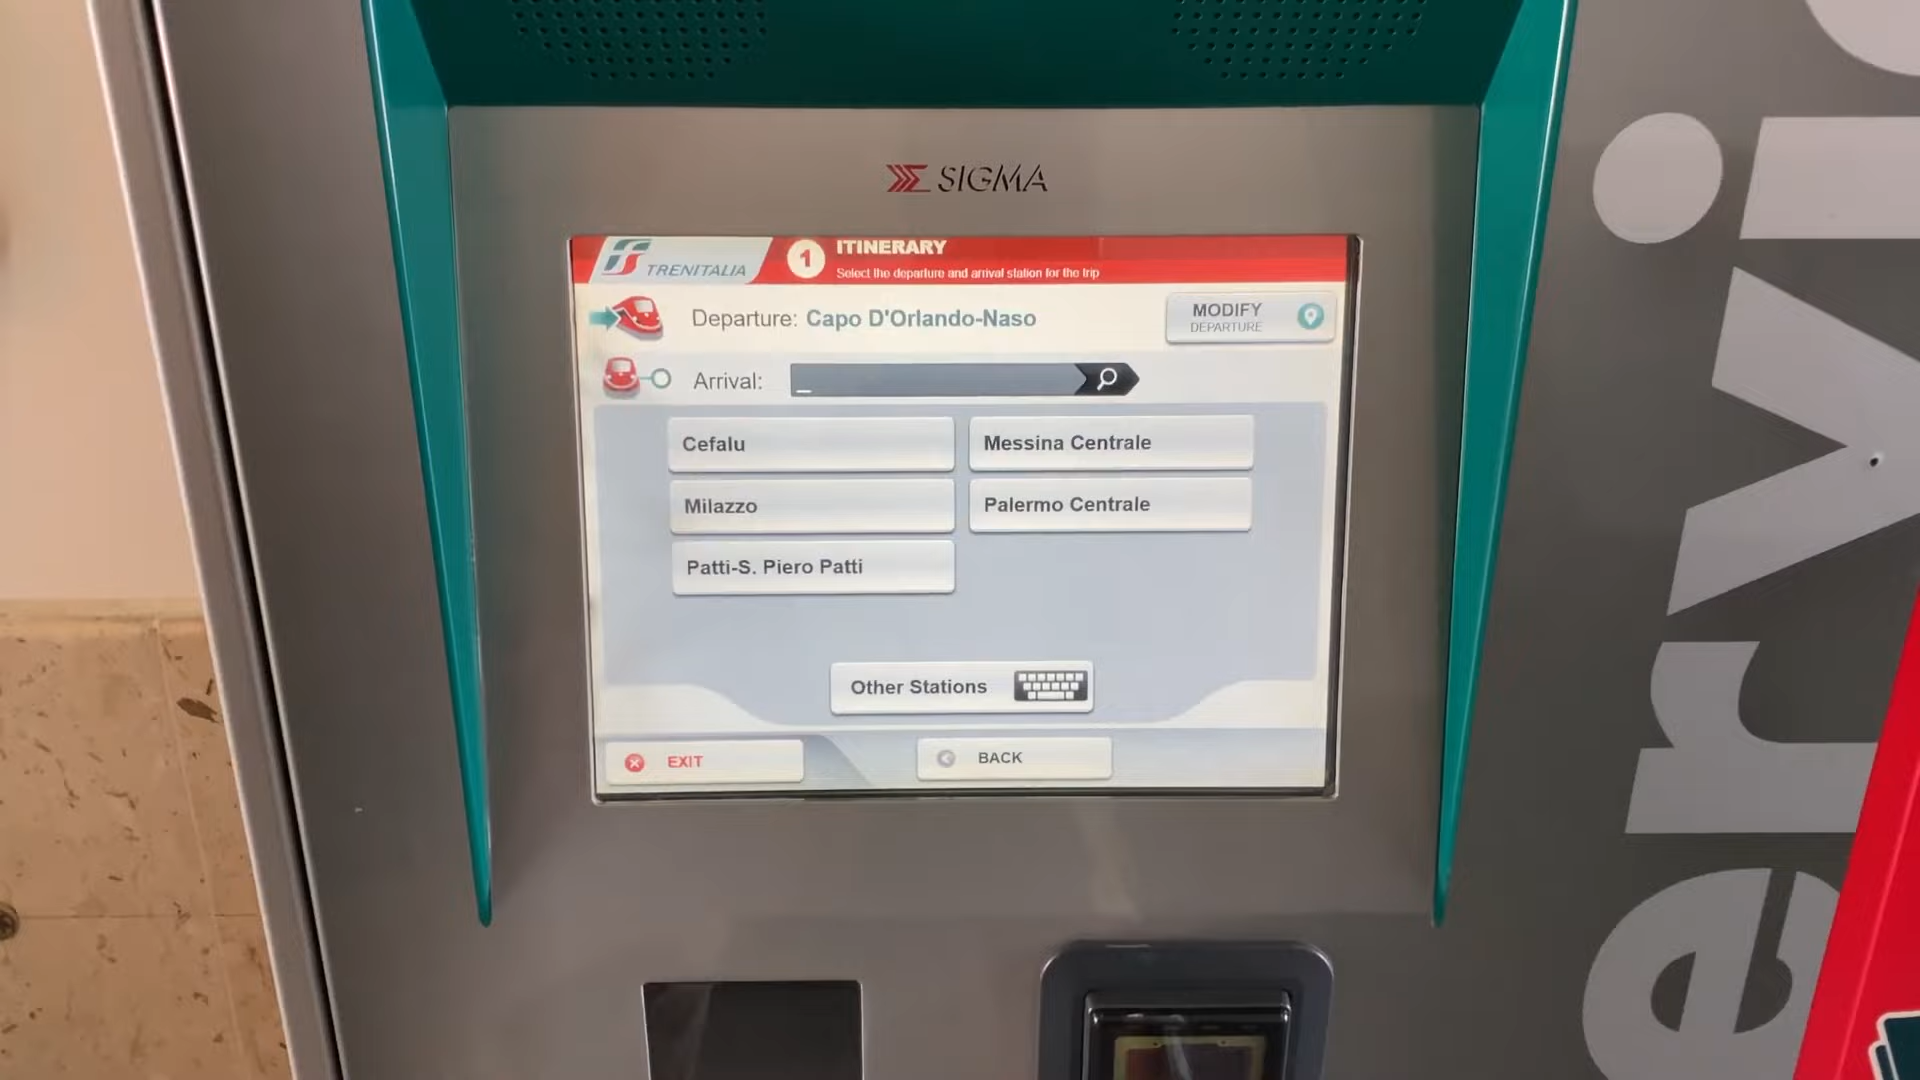 SIGMA
TRENITALIA
1 ITINERARY
Select the departure and arrival station for the trip
Departure: Capo D'Orlando-Naso
MODIFY
DEPARTURE
Arrival: _
Cefalu
Messina Centrale
Milazzo
Palermo Centrale
Patti-S. Piero Patti
Other Stations
EXIT
BACK
ervi